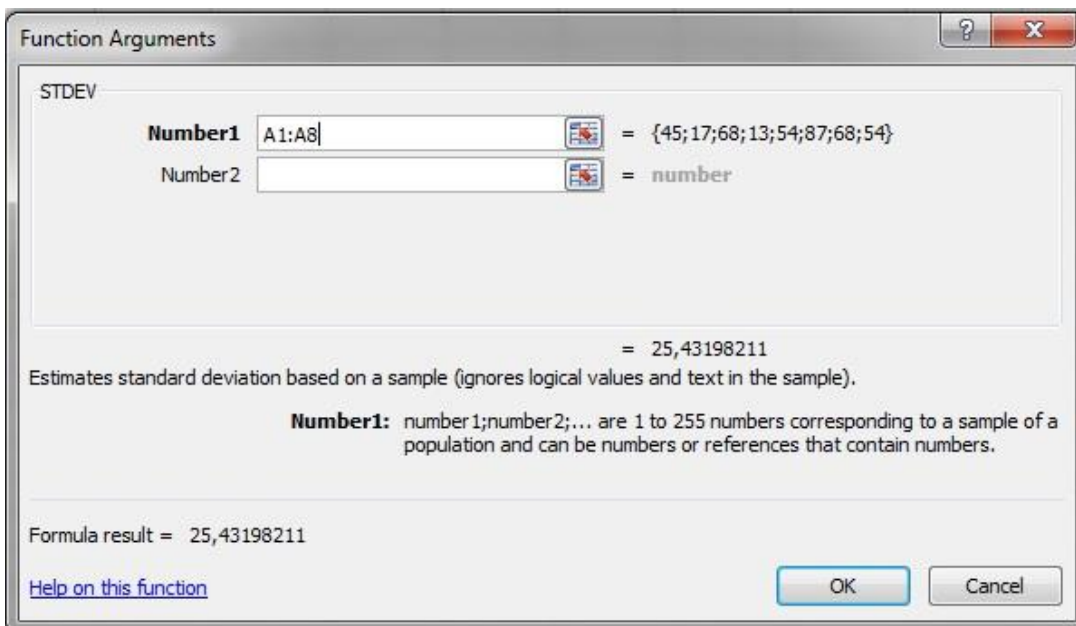 Function Arguments
STDEV
Number1 A1:A8 = {45;17;68;13;54;87;68;54}
Number2 = number
= 25,43198211
Estimates standard deviation based on a sample (ignores logical values and text in the sample).
Number1: number1;number2;... are 1 to 255 numbers corresponding to a sample of a
population and can be numbers or references that contain numbers.
Formula result = 25,43198211
Help on this function
OK Cancel